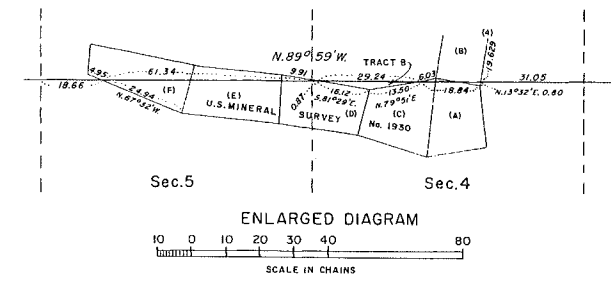 (4)
N.89°59'W.
(B)
19.629
TRACT B
4.95 61.34 9.91 29.24 6.03 31.05
18.66
24.94 (F) 0.87 16.12 13.50 18.84 N.13°32'E, 0.80
N.67°32'W. (E) S.81°29'E. N.79°51'E (A)
U.S.MINERAL (D) (C)
SURVEY No. 1930
Sec.5 Sec.4
ENLARGED DIAGRAM
10 0 10 20 30 40 80
SCALE IN CHAINS